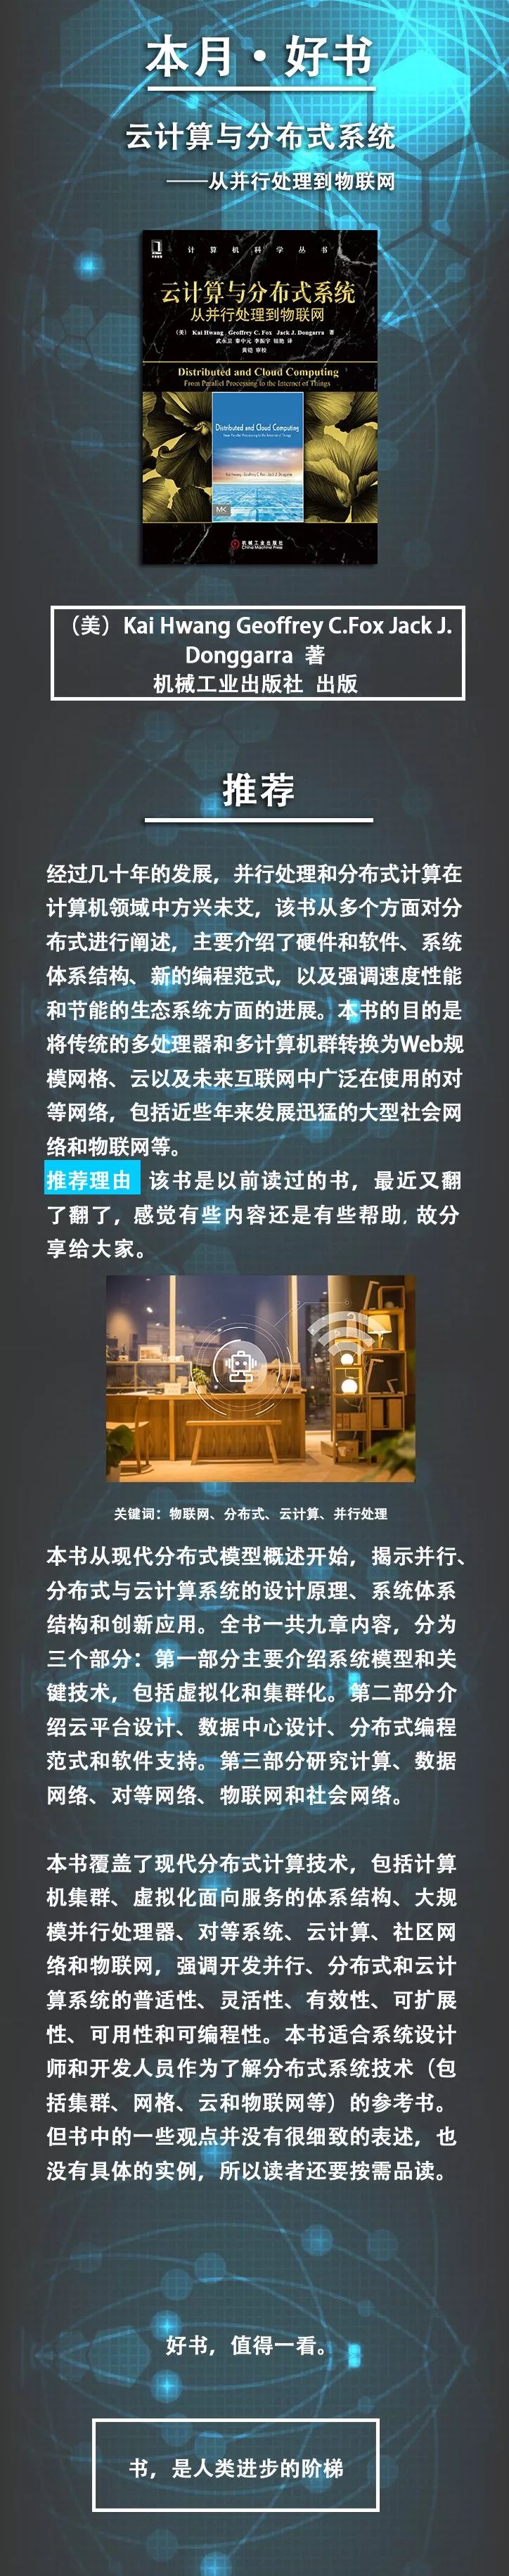 本月·好书
云计算与分布式系统
——从并行处理到物联网
计算机科学丛书
云计算与分布式系统
从并行处理到物联网
（美） Kai Hwang Geoffrey C. Fox Jack J. Dongarra 著
武永卫 秦中元 李振宇 钮艳 译
黄铠 审校
Distributed and Cloud Computing
From Parallel Processing to the Internet of Things
Distributed and Cloud Computing
From Parallel Processing to the Internet of Things
Kai Hwang · Geoffrey C. Fox · Jack J. Dongarra
MK
机械工业出版社
China Machine Press
（美）Kai Hwang Geoffrey C.Fox Jack J.
Donggarra 著
机械工业出版社 出版
推荐
经过几十年的发展，并行处理和分布式计算在
计算机领域中方兴未艾，该书从多个方面对分
布式进行阐述，主要介绍了硬件和软件、系统
体系结构、新的编程范式，以及强调速度性能
和节能的生态系统方面的进展。本书的目的是
将传统的多处理器和多计算机群转换为Web规
模网格、云以及未来互联网中广泛在使用的对
等网络，包括近些年来发展迅猛的大型社会网
络和物联网等。
推荐理由 该书是以前读过的书，最近又翻
了翻了，感觉有些内容还是有些帮助，故分
享给大家。
关键词：物联网、分布式、云计算、并行处理
本书从现代分布式模型概述开始，揭示并行、
分布式与云计算系统的设计原理、系统体系
结构和创新应用。全书一共九章内容，分为
三个部分：第一部分主要介绍系统模型和关
键技术，包括虚拟化和集群化。第二部分介
绍云平台设计、数据中心设计、分布式编程
范式和软件支持。第三部分研究计算、数据
网络、对等网络、物联网和社会网络。
本书覆盖了现代分布式计算技术，包括计算
机集群、虚拟化面向服务的体系结构、大规
模并行处理器、对等系统、云计算、社区网
络和物联网，强调开发并行、分布式和云计
算系统的普适性、灵活性、有效性、可扩展
性、可用性和可编程性。本书适合系统设计
师和开发人员作为了解分布式系统技术（包
括集群、网格、云和物联网等）的参考书。
但书中的一些观点并没有很细致的表述，也
没有具体的实例，所以读者还要按需品读。
好书，值得一看。
书，是人类进步的阶梯